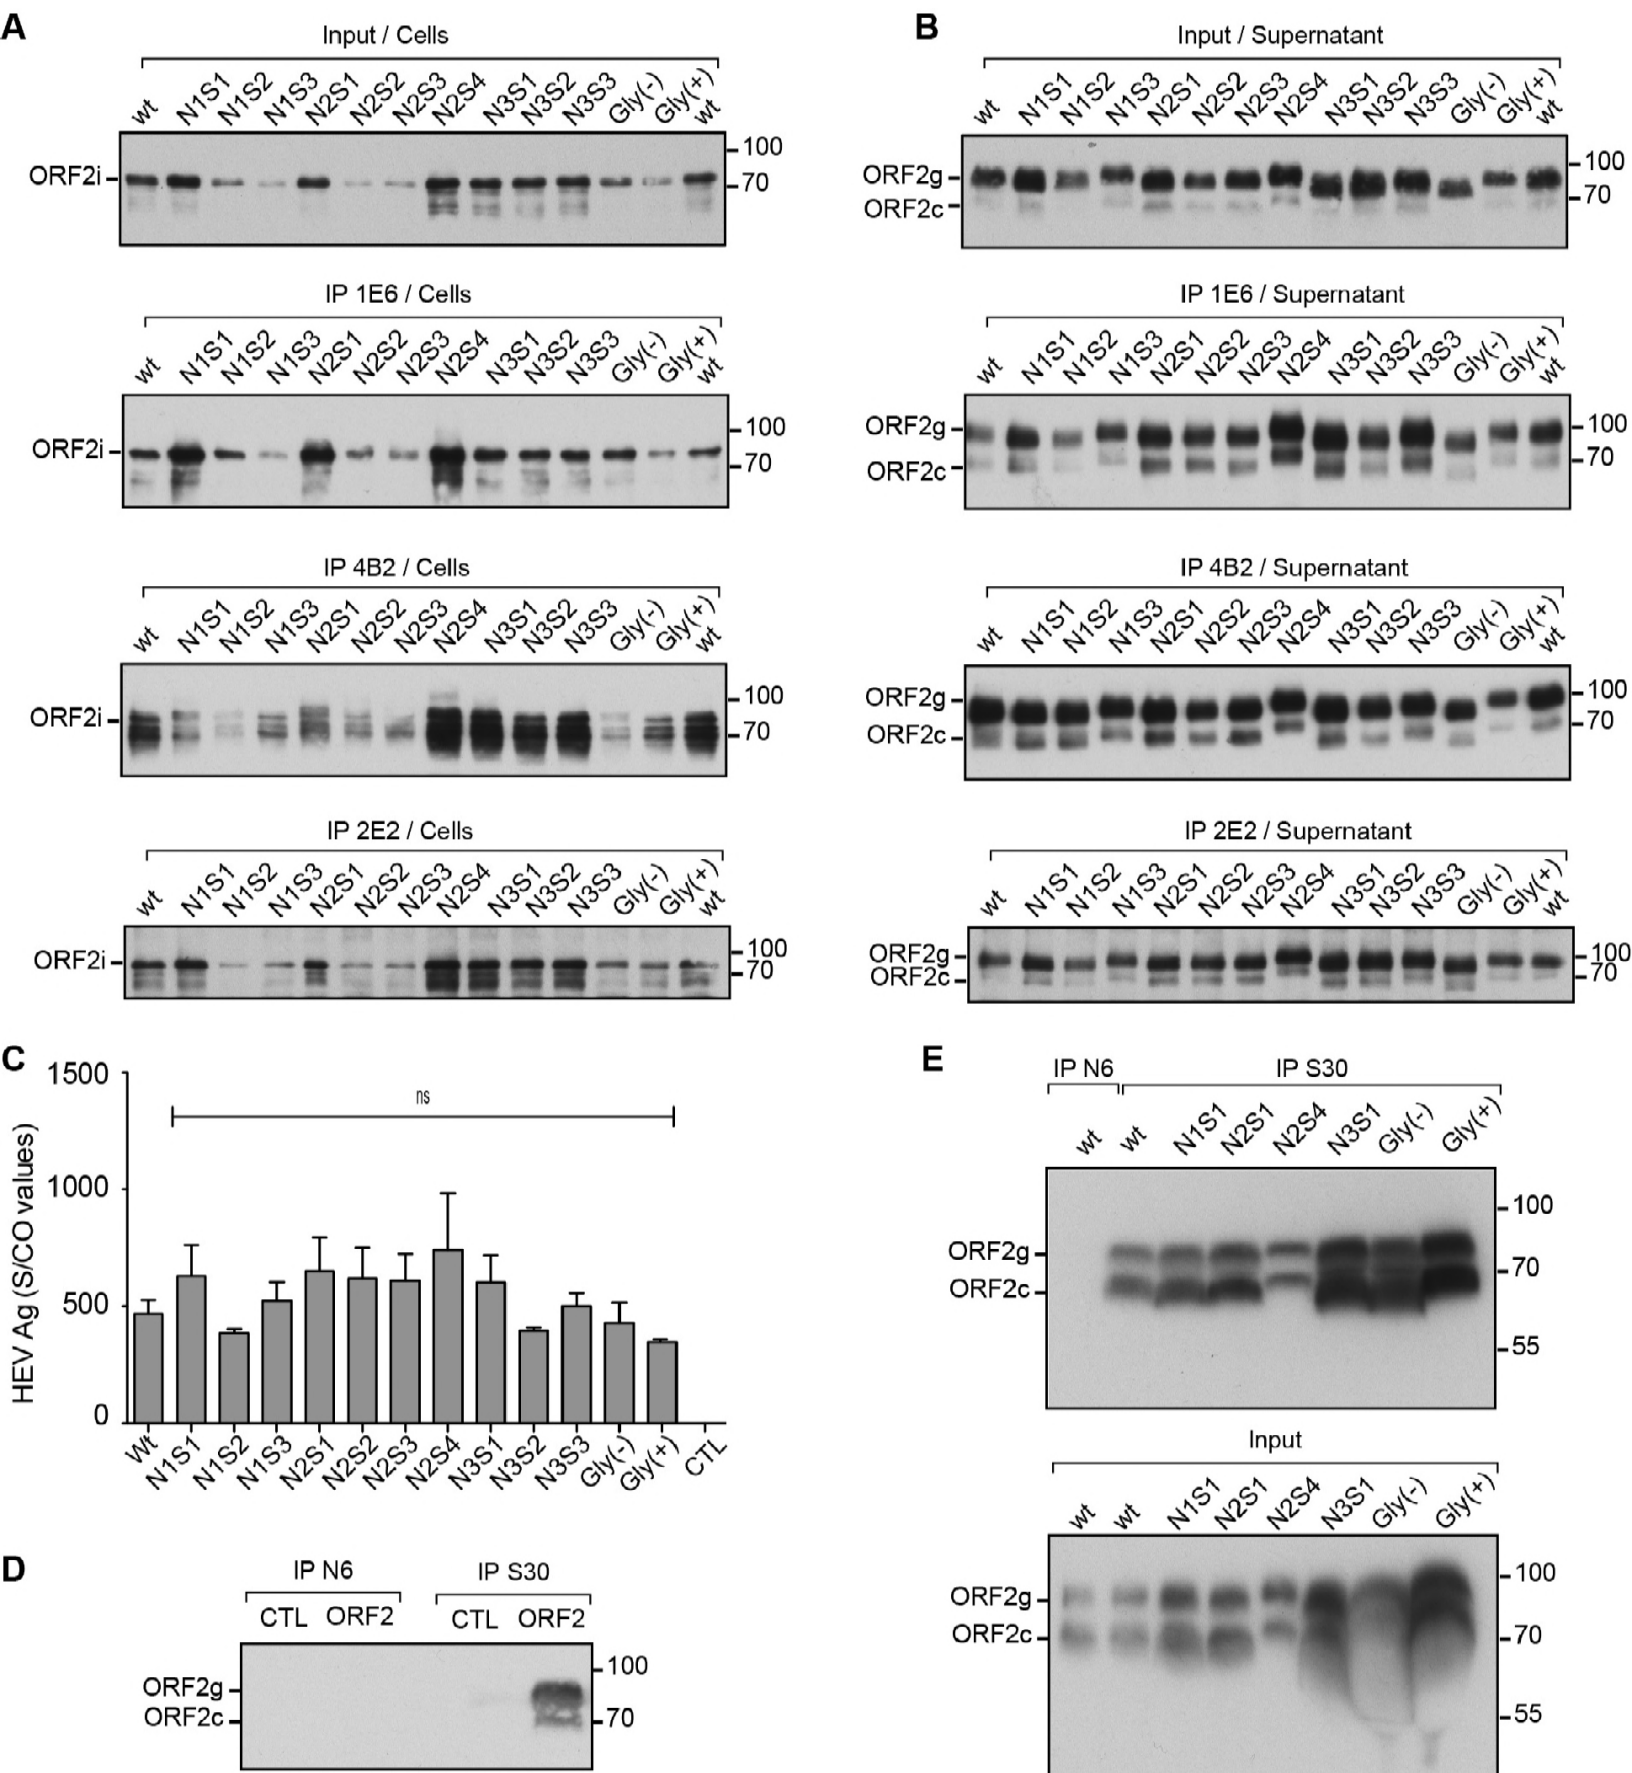 A
Input / Cells
wt N1S1 N1S2 N1S3 N2S1 N2S2 N2S3 N2S4 N3S1 N3S2 N3S3 Gly(-) Gly(+) wt
100
ORF2i
70
IP 1E6 / Cells
wt N1S1 N1S2 N1S3 N2S1 N2S2 N2S3 N2S4 N3S1 N3S2 N3S3 Gly(-) Gly(+) wt
100
ORF2i
70
IP 4B2 / Cells
wt N1S1 N1S2 N1S3 N2S1 N2S2 N2S3 N2S4 N3S1 N3S2 N3S3 Gly(-) Gly(+) wt
100
ORF2i
70
IP 2E2 / Cells
wt N1S1 N1S2 N1S3 N2S1 N2S2 N2S3 N2S4 N3S1 N3S2 N3S3 Gly(-) Gly(+) wt
100
ORF2i
70
B
Input / Supernatant
wt N1S1 N1S2 N1S3 N2S1 N2S2 N2S3 N2S4 N3S1 N3S2 N3S3 Gly(-) Gly(+) wt
100
ORF2g
70
ORF2c
IP 1E6 / Supernatant
wt N1S1 N1S2 N1S3 N2S1 N2S2 N2S3 N2S4 N3S1 N3S2 N3S3 Gly(-) Gly(+) wt
ORF2g
100
70
ORF2c
IP 4B2 / Supernatant
wt N1S1 N1S2 N1S3 N2S1 N2S2 N2S3 N2S4 N3S1 N3S2 N3S3 Gly(-) Gly(+) wt
ORF2g
100
70
ORF2c
IP 2E2 / Supernatant
wt N1S1 N1S2 N1S3 N2S1 N2S2 N2S3 N2S4 N3S1 N3S2 N3S3 Gly(-) Gly(+) wt
ORF2g
100
ORF2c
70
C
HEV Ag (S/CO values)
1500
1000
500
0
ns
Wt N1S1 N1S2 N1S3 N2S1 N2S2 N2S3 N2S4 N3S1 N3S2 N3S3 Gly(-) Gly(+) CTL
D
IP N6 IP S30
CTL ORF2 CTL ORF2
100
ORF2g
ORF2c
70
E
IP N6 IP S30
wt wt N1S1 N2S1 N2S4 N3S1 Gly(-) Gly(+)
100
ORF2g
70
ORF2c
55
Input
wt wt N1S1 N2S1 N2S4 N3S1 Gly(-) Gly(+)
100
ORF2g
ORF2c
70
55